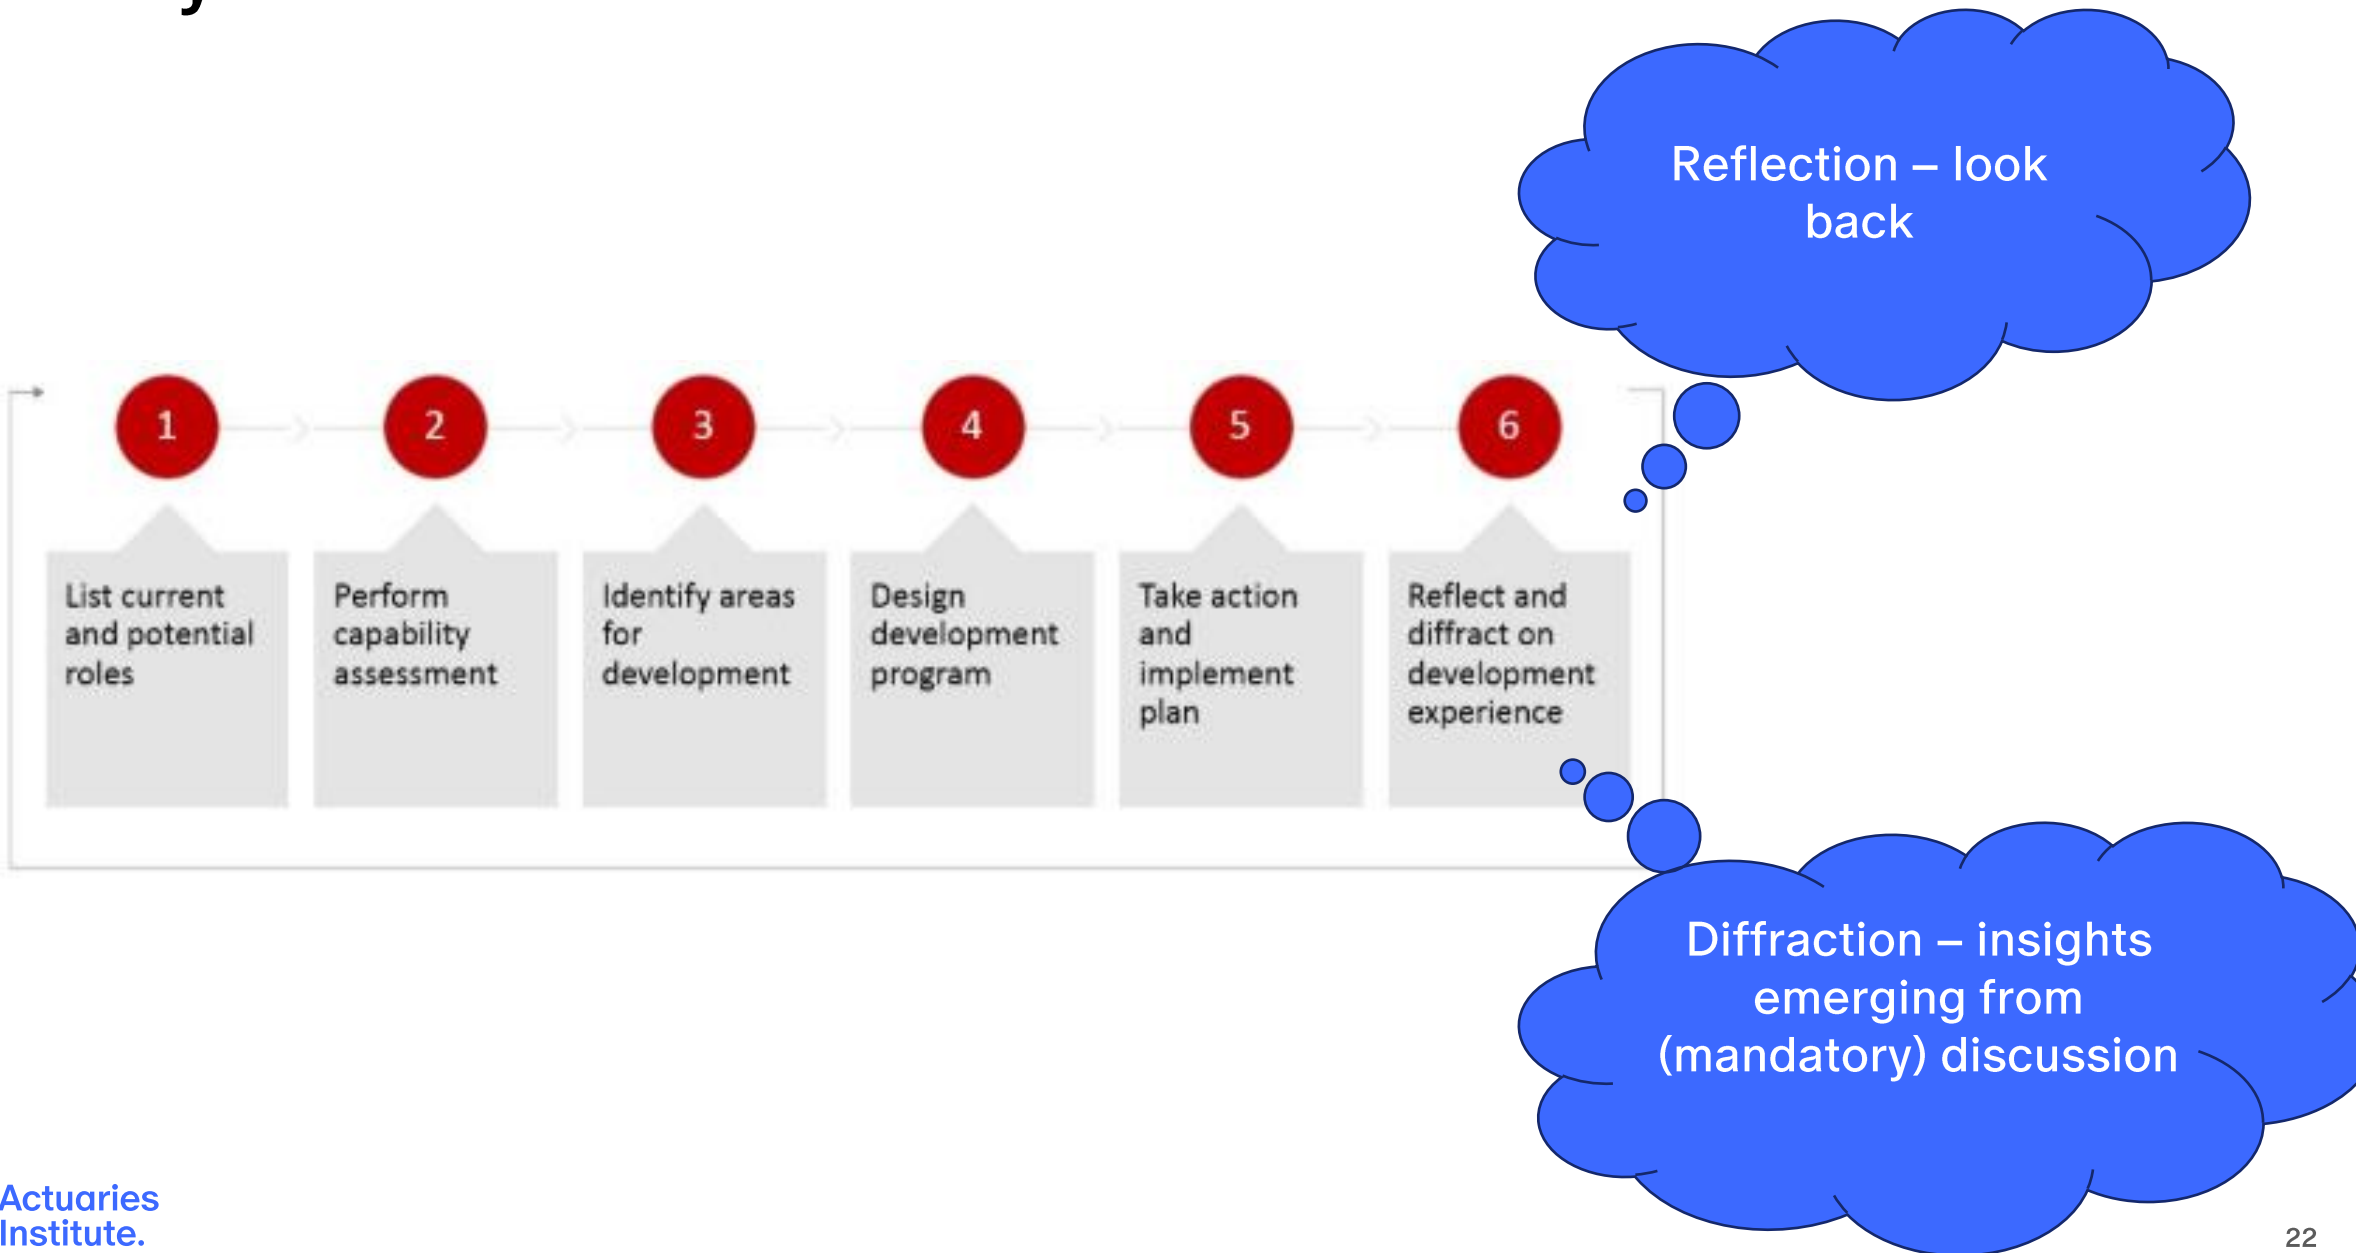 Reflection – look
back
1
2
3
4
5
6
List current
and potential
roles
Perform
capability
assessment
Identify areas
for
development
Design
development
program
Take action
and
implement
plan
Reflect and
diffract on
development
experience
Diffraction – insights
emerging from
(mandatory) discussion
Actuaries
Institute.
22